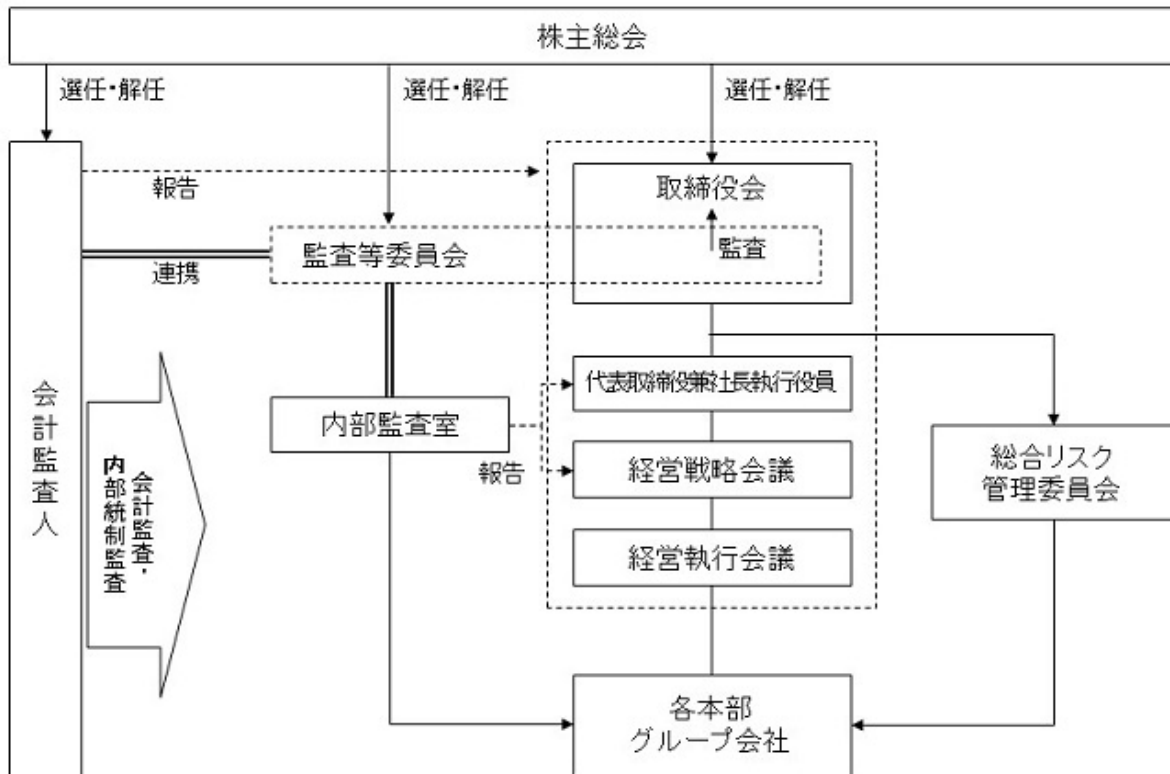 株主総会
選任・解任
選任・解任
選任・解任
報告
取締役会
監査等委員会
監査
連携
代表取締役兼社長執行役員
内部監査室
報告
経営戦略会議
総合リスク
管理委員会
経営執行会議
会計監査人
会計監査・
内部統制監査
各本部
グループ会社